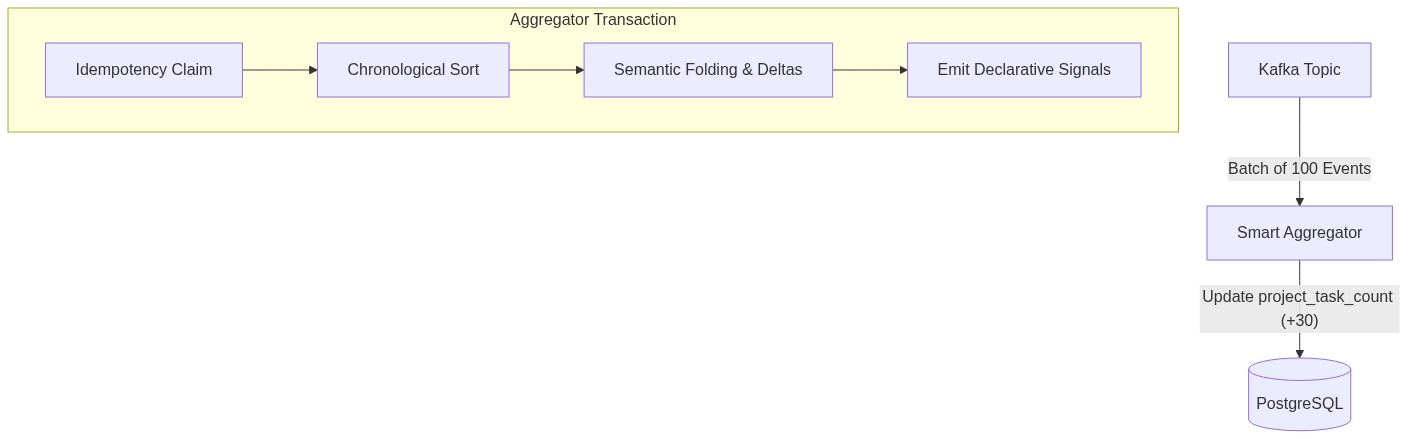 Aggregator Transaction
Idempotency Claim
Chronological Sort
Semantic Folding & Deltas
Emit Declarative Signals
Kafka Topic
Batch of 100 Events
Smart Aggregator
Update project_task_count
(+30)
PostgreSQL